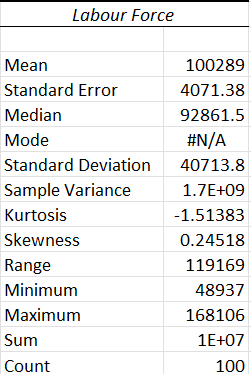 Labour Force
Mean 100289
Standard Error 4071.38
Median 92861.5
Mode #N/A
Standard Deviation 40713.8
Sample Variance 1.7E+09
Kurtosis -1.51383
Skewness 0.24518
Range 119169
Minimum 48937
Maximum 168106
Sum 1E+07
Count 100